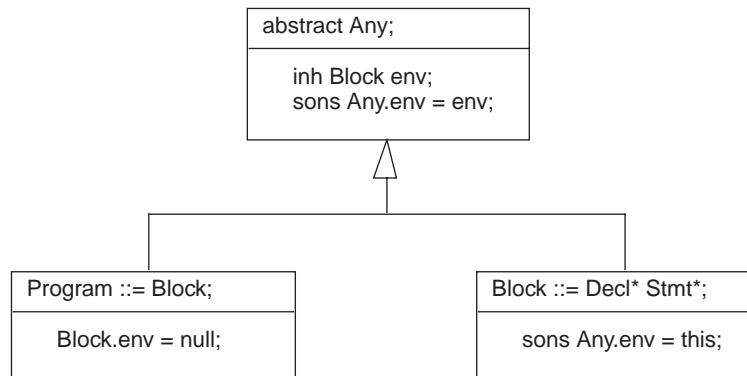 abstract Any;
inh Block env;
sons Any.env = env;
Program ::= Block;
Block.env = null;
Block ::= Decl* Stmt*;
sons Any.env = this;